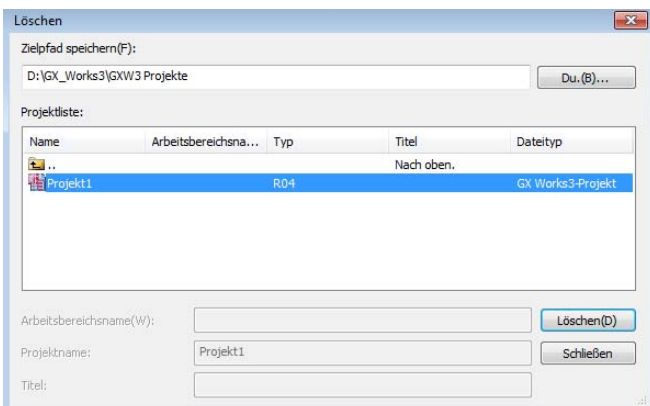 Löschen
Zielpfad speichern(F):
D:\GX_Works3\GXW3 Projekte
Du.(B)...
Projektliste:
Name Arbeitsbereichsna... Typ Titel Dateityp
.. Nach oben.
Projekt1 R04 GX Works3-Projekt
Arbeitsbereichsname(W):
Löschen(D)
Projektname: Projekt1
Schließen
Titel: